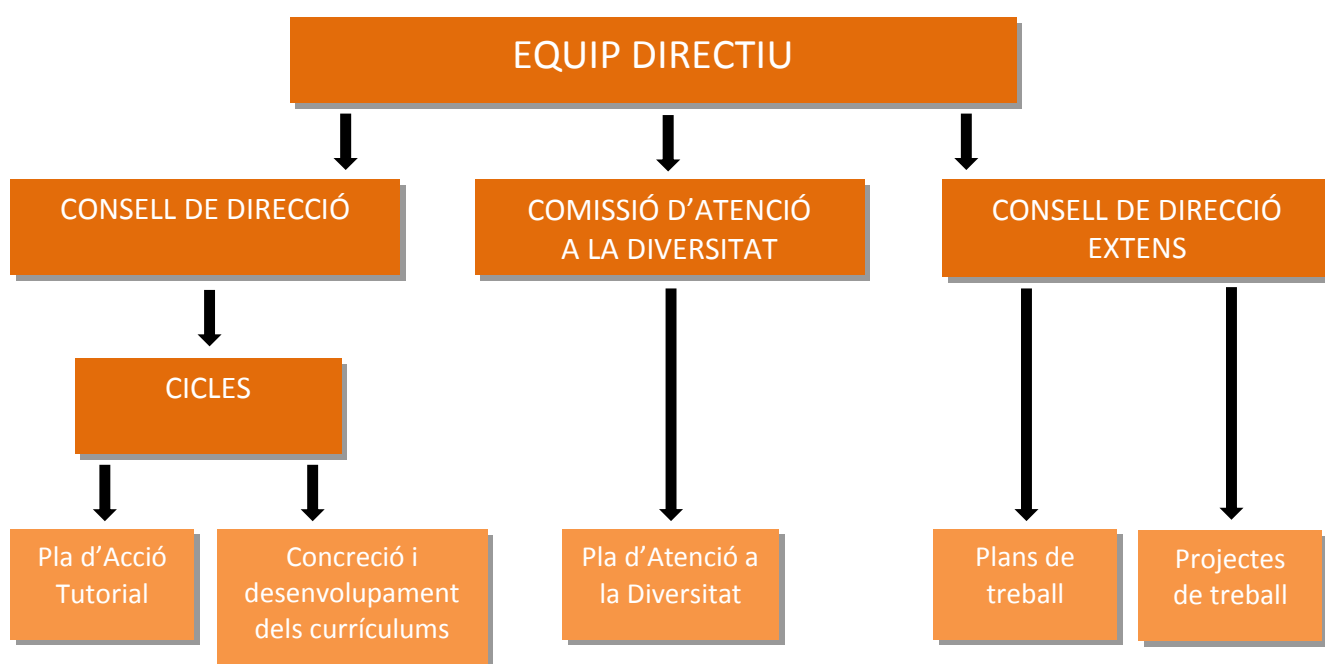 EQUIP DIRECTIU
CONSELL DE DIRECCIÓ
COMISSIÓ D’ATENCIÓ
A LA DIVERSITAT
CONSELL DE DIRECCIÓ
EXTENS
CICLES
Pla d’Acció
Tutorial
Concreció i
desenvolupament
dels currículums
Pla d’Atenció a
la Diversitat
Plans de
treball
Projectes
de treball